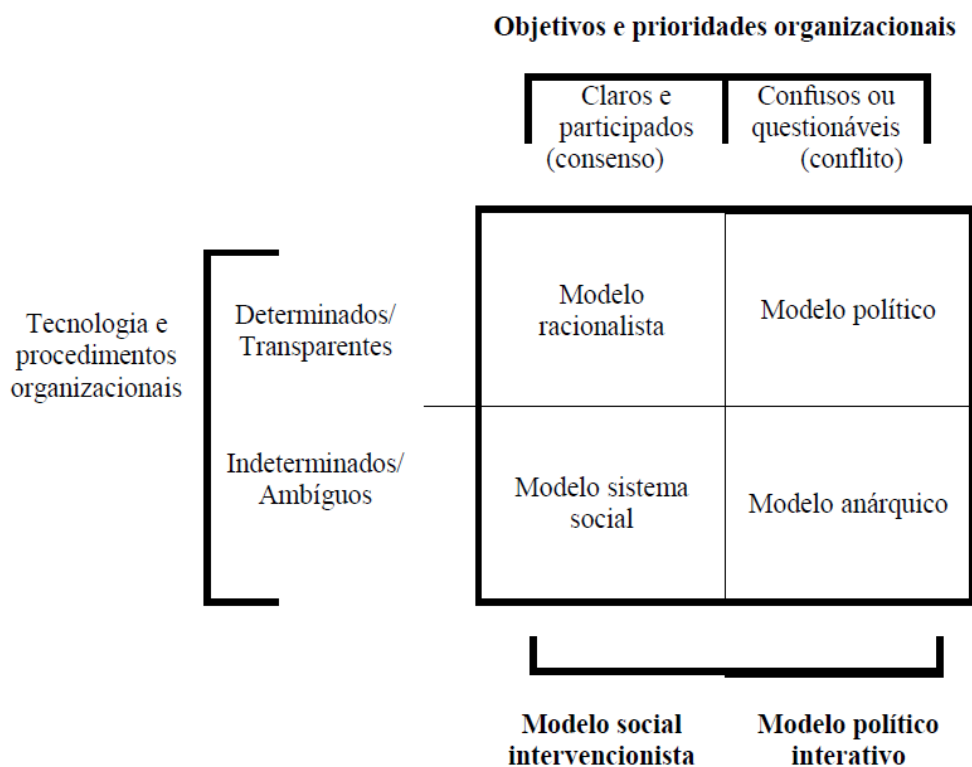 Objetivos e prioridades organizacionais
Claros e
participados
(consenso)
Confusos ou
questionáveis
(conflito)
Tecnologia e
procedimentos
organizacionais
Determinados/
Transparentes
Modelo
racionalista
Modelo político
Indeterminados/
Ambíguos
Modelo sistema
social
Modelo anárquico
Modelo social
intervencionista
Modelo político
interativo